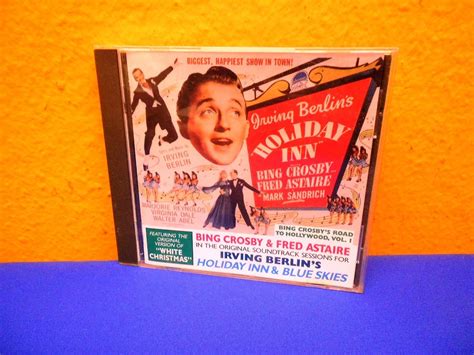 ... BIGGEST, HAPPIEST SHOW IN TOWN!
Irving Berlin's
HOLIDAY
INN
BING CROSBY
FRED ASTAIRE
MARK SANDRICH
IRVING
BERLIN
MARJORIE REYNOLDS
VIRGINIA DALE
WALTER ABEL
BING CROSBY'S ROAD
TO HOLLYWOOD, VOL. 1
FEATURING THE
ORIGINAL
VERSION OF
"WHITE
CHRISTMAS"
BING CROSBY & FRED ASTAIRE
IN THE ORIGINAL SOUNDTRACK SESSIONS FOR
IRVING BERLIN'S
HOLIDAY INN & BLUE SKIES